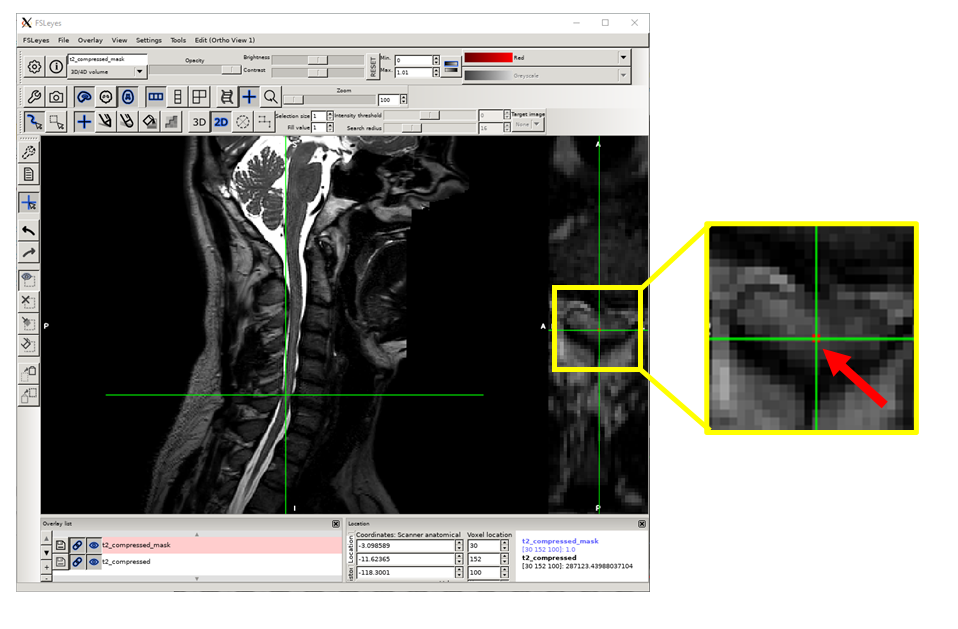 FSLeyes
FSLeyes File Overlay View Settings Tools Edit (Ortho View 1)
t2_compressed_mask
3D/4D volume
Opacity
Brightness
Contrast
RESET
Min. 0
Max. 1.01
Red
Greyscale
Zoom
100
3D 2D
Selection size 1
Fill value 1
Intensity threshold 0
Search radius 16
Target image
None
A
P
A
I
P
Overlay list
t2_compressed_mask
t2_compressed
Location
Coordinates: Scanner anatomical Voxel location
-3.098589 30
-11.62365 152
-118.3001 100
t2_compressed_mask
[30 152 100]: 1.0
t2_compressed
[30 152 100]: 287123.43988037104